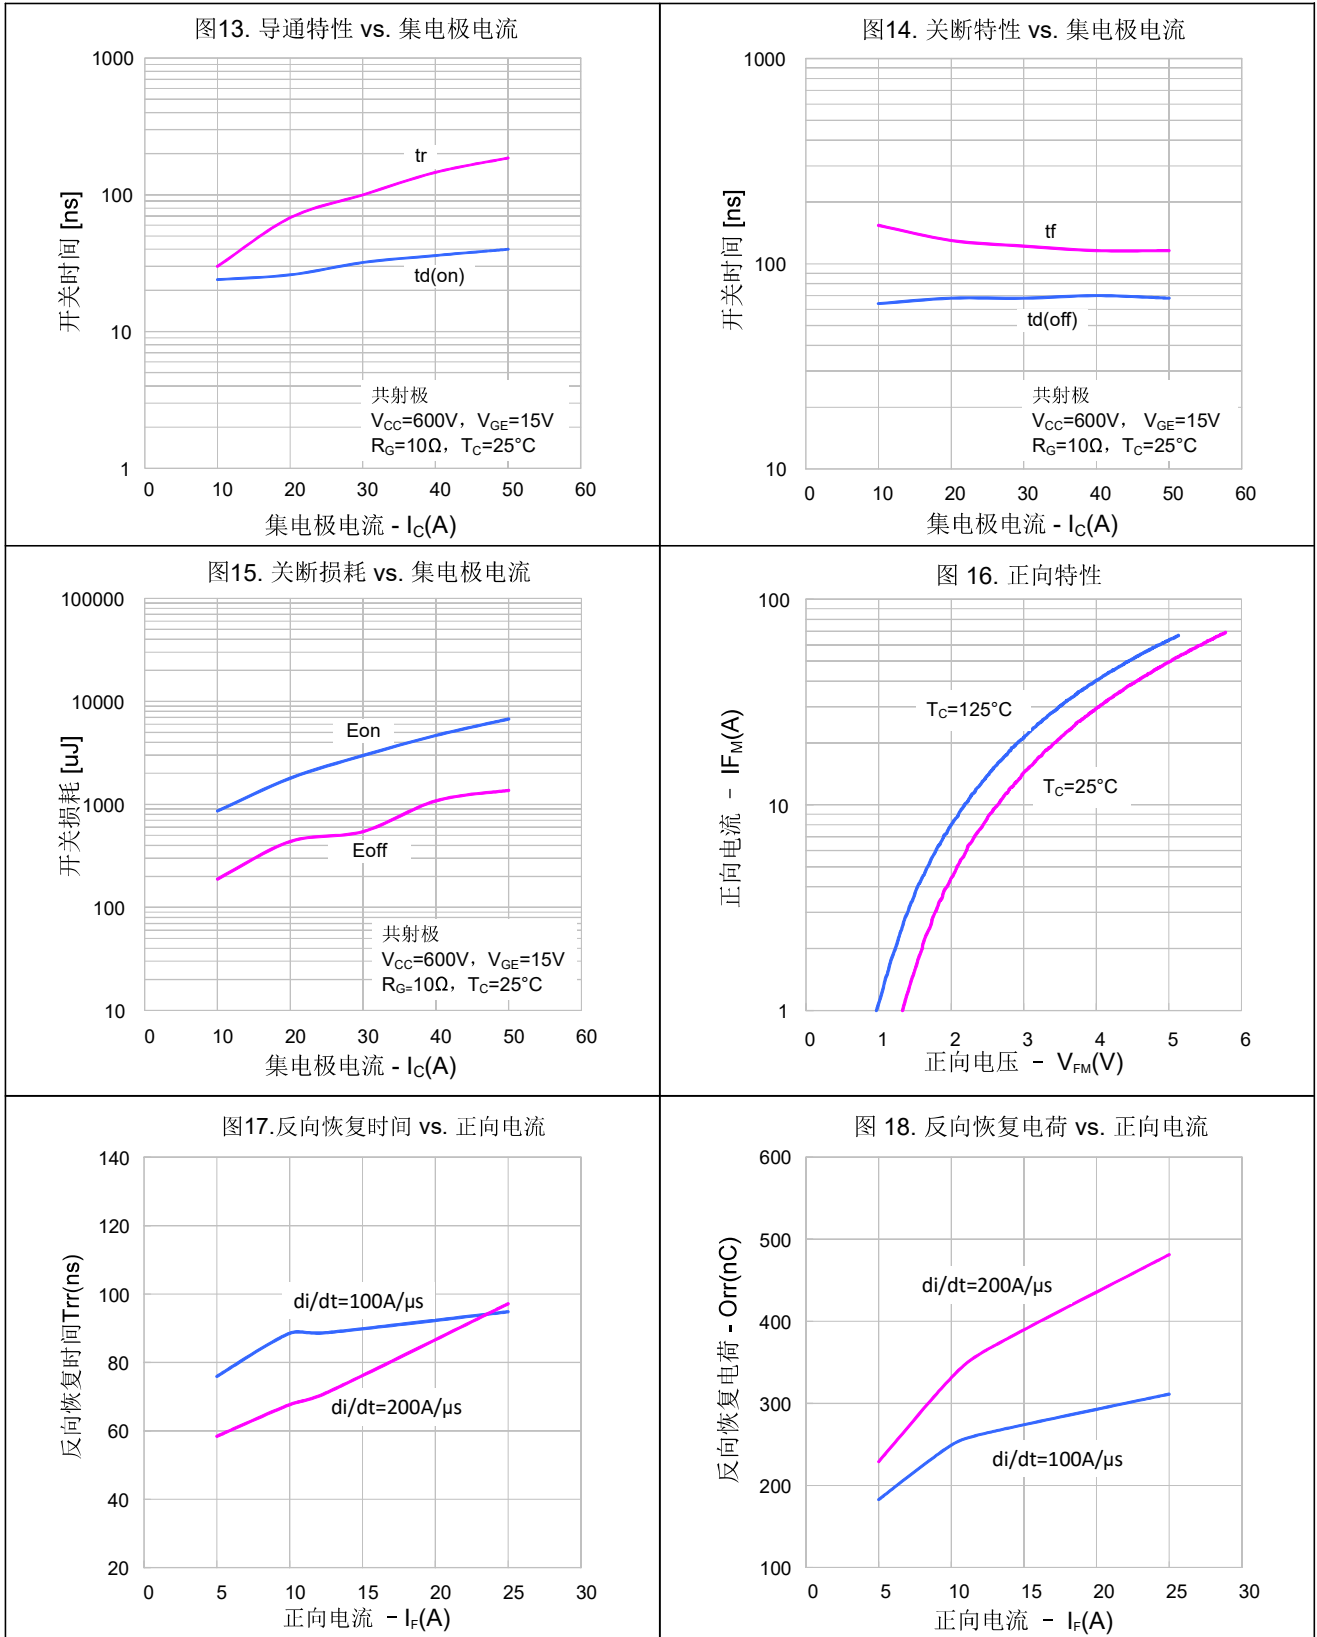 图13. 导通特性 vs. 集电极电流
开关时间 [ns]
1000
100
10
1
tr
td(on)
共射极
VCC=600V，VGE=15V
RG=10Ω，TC=25°C
0 10 20 30 40 50 60
集电极电流 - IC(A)
图14. 关断特性 vs. 集电极电流
开关时间 [ns]
1000
100
10
tf
td(off)
共射极
VCC=600V， VGE=15V
RG=10Ω，TC=25°C
0 10 20 30 40 50 60
集电极电流 - IC(A)
图15. 关断损耗 vs. 集电极电流
开关损耗 [uJ]
100000
10000
1000
100
10
Eon
Eoff
共射极
VCC=600V，VGE=15V
RG=10Ω，TC=25°C
0 10 20 30 40 50 60
集电极电流 - IC(A)
图 16. 正向特性
正向电流 － IFM(A)
100
10
1
TC=125°C
TC=25°C
0 1 2 3 4 5 6
正向电压 － VFM(V)
图17.反向恢复时间 vs. 正向电流
反向恢复时间Trr(ns)
140
120
100
80
60
40
20
di/dt=100A/µs
di/dt=200A/µs
0 5 10 15 20 25 30
正向电流 － IF(A)
图 18. 反向恢复电荷 vs. 正向电流
反向恢复电荷 - Orr(nC)
600
500
400
300
200
100
di/dt=200A/µs
di/dt=100A/µs
0 5 10 15 20 25 30
正向电流 － IF(A)